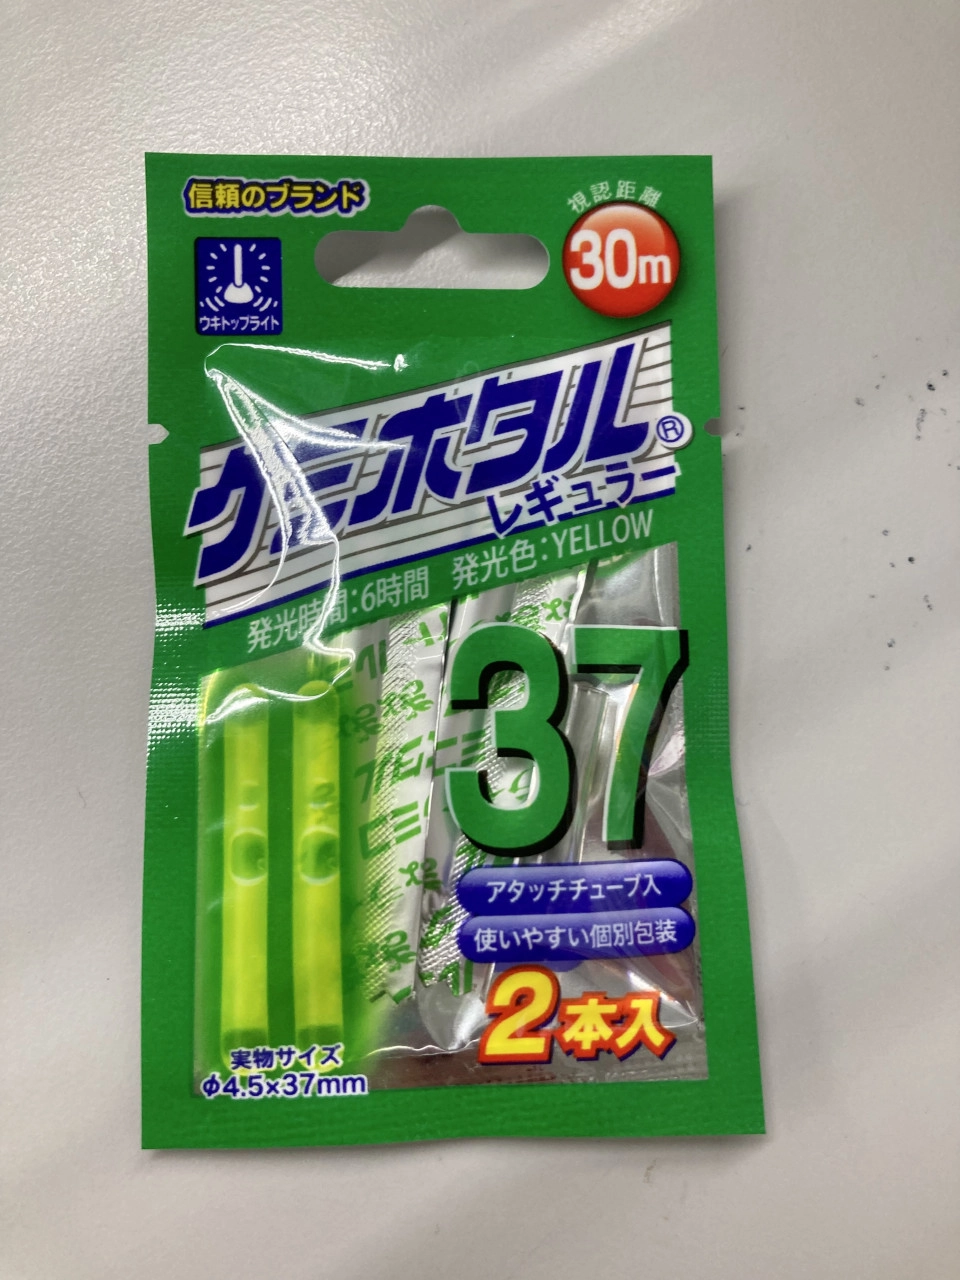 信頼のブランド
視認距離
30m
ウキトップライト
ケミホタル®
レギュラー
発光時間:6時間 発光色:YELLOW
37
アタッチチューブ入
使いやすい個別包装
2本入
実物サイズ
φ4.5×37mm